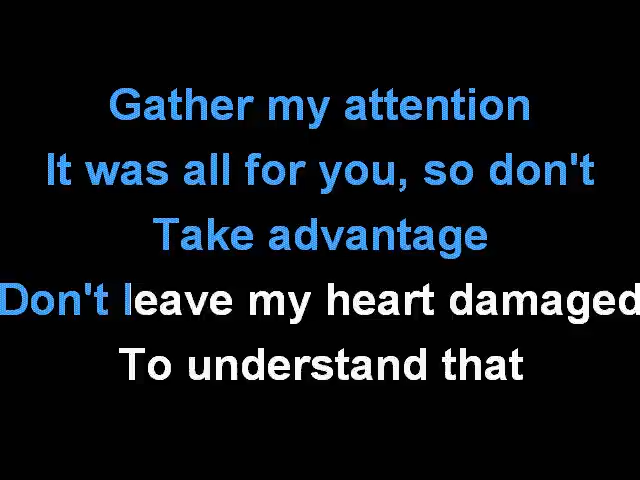 Gather my attention
It was all for you, so don't
Take advantage
Don't leave my heart damaged
To understand that